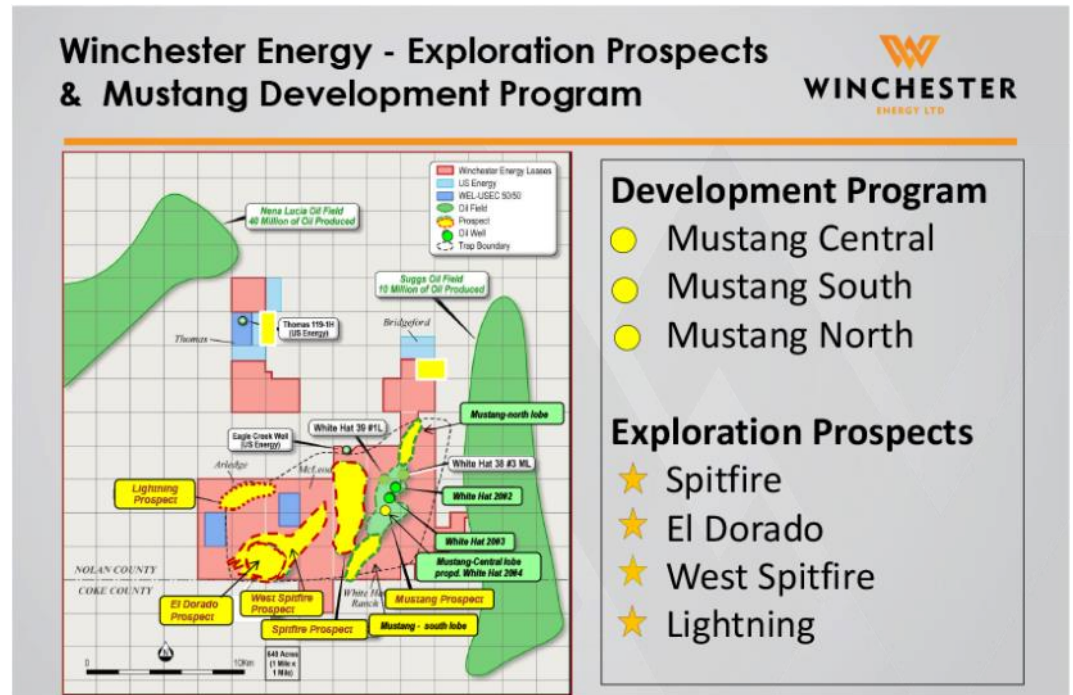 Winchester Energy - Exploration Prospects
& Mustang Development Program
WINCHESTER
ENERGY LTD
Winchester Energy Leases
US Energy
WEL-USEC 50/50
Oil Field
Prospect
Oil Well
Trap Boundary
Nena Lucia Oil Field
40 Million of Oil Produced
Suggs Oil Field
10 Million of Oil Produced
Thomas 119-1H
(US Energy)
Thomas
Bridgeford
Mustang-north lobe
White Hat 39 #1L
Eagle Creek Well
(US Energy)
White Hat 38 #3 ML
Arledge
McLeod
Lightning
Prospect
White Hat 20#2
White Hat 20#3
Mustang-Central lobe
propd. White Hat 20#4
NOLAN COUNTY
COKE COUNTY
El Dorado
Prospect
West Spitfire
Prospect
White Hat
Ranch
Mustang Prospect
Spitfire Prospect
Mustang - south lobe
N
0
10Km
640 Acres
(1 Mile x
1 Mile)
Development Program
Mustang Central
Mustang South
Mustang North
Exploration Prospects
Spitfire
El Dorado
West Spitfire
Lightning